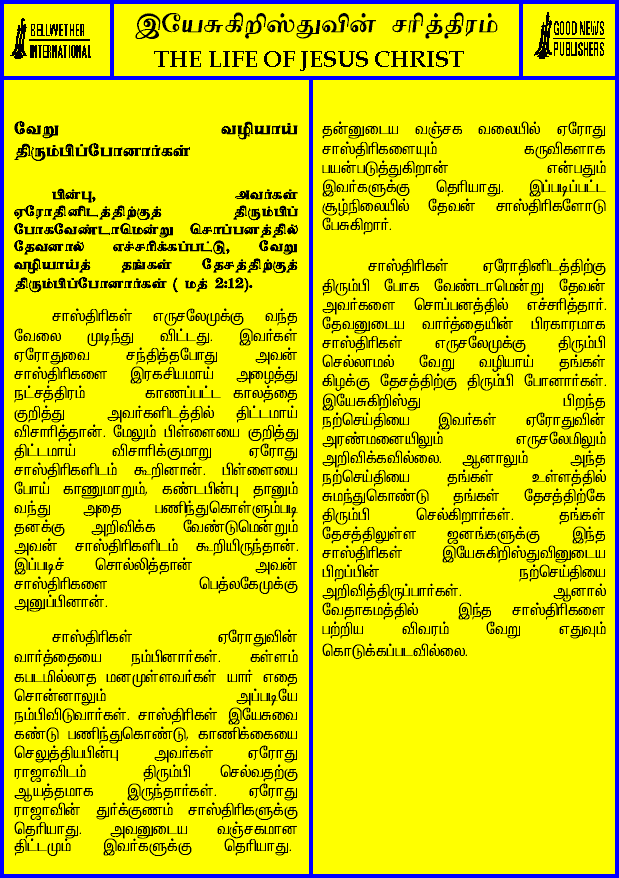 BELLWETHER
INTERNATIONAL
இயேசுகிறிஸ்துவின் சரித்திரம்
THE LIFE OF JESUS CHRIST
GOOD NEWS
PUBLISHERS
வேறு வழியாய்
திரும்பிப்போனார்கள்
பின்பு, அவர்கள்
ஏரோதினிடத்திற்குத் திரும்பிப்
போகவேண்டாமென்று சொப்பனத்தில்
தேவனால் எச்சரிக்கப்பட்டு, வேறு
வழியாய்த் தங்கள் தேசத்திற்குத்
திரும்பிப்போனார்கள் ( மத் 2:12).
சாஸ்திரிகள் எருசலேமுக்கு வந்த
வேலை முடிந்து விட்டது. இவர்கள்
ஏரோதுவை சந்தித்தபோது அவன்
சாஸ்திரிகளை இரகசியமாய் அழைத்து
நட்சத்திரம் காணப்பட்ட காலத்தை
குறித்து அவர்களிடத்தில் திட்டமாய்
விசாரித்தான். மேலும் பிள்ளையை குறித்து
திட்டமாய் விசாரிக்குமாறு ஏரோது
சாஸ்திரிகளிடம் கூறினான். பிள்ளையை
போய் காணுமாறும், கண்டபின்பு தானும்
வந்து அதை பணிந்துகொள்ளும்படி
தனக்கு அறிவிக்க வேண்டுமென்றும்
அவன் சாஸ்திரிகளிடம் கூறியிருந்தான்.
இப்படிச் சொல்லித்தான் அவன்
சாஸ்திரிகளை பெத்லகேமுக்கு
அனுப்பினான்.
சாஸ்திரிகள் ஏரோதுவின்
வார்த்தையை நம்பினார்கள். கள்ளம்
கபடமில்லாத மனமுள்ளவர்கள் யார் எதை
சொன்னாலும் அப்படியே
நம்பிவிடுவார்கள். சாஸ்திரிகள் இயேசுவை
கண்டு பணிந்துகொண்டு, காணிக்கையை
செலுத்தியபின்பு அவர்கள் ஏரோது
ராஜாவிடம் திரும்பி செல்வதற்கு
ஆயத்தமாக இருந்தார்கள். ஏரோது
ராஜாவின் துர்க்குணம் சாஸ்திரிகளுக்கு
தெரியாது. அவனுடைய வஞ்சகமான
திட்டமும் இவர்களுக்கு தெரியாது.
தன்னுடைய வஞ்சக வலையில் ஏரோது
சாஸ்திரிகளையும் கருவிகளாக
பயன்படுத்துகிறான் என்பதும்
இவர்களுக்கு தெரியாது. இப்படிப்பட்ட
சூழ்நிலையில் தேவன் சாஸ்திரிகளோடு
பேசுகிறார்.
சாஸ்திரிகள் ஏரோதினிடத்திற்கு
திரும்பி போக வேண்டாமென்று தேவன்
அவர்களை சொப்பனத்தில் எச்சரித்தார்.
தேவனுடைய வார்த்தையின் பிரகாரமாக
சாஸ்திரிகள் எருசலேமுக்கு திரும்பி
செல்லாமல் வேறு வழியாய் தங்கள்
கிழக்கு தேசத்திற்கு திரும்பி போனார்கள்.
இயேசுகிறிஸ்து பிறந்த
நற்செய்தியை இவர்கள் ஏரோதுவின்
அரண்மனையிலும் எருசலேயிலும்
அறிவிக்கவில்லை. ஆனாலும் அந்த
நற்செய்தியை தங்கள் உள்ளத்தில்
சுமந்துகொண்டு தங்கள் தேசத்திற்கே
திரும்பி செல்கிறார்கள். தங்கள்
தேசத்திலுள்ள ஜனங்களுக்கு இந்த
சாஸ்திரிகள் இயேசுகிறிஸ்துவினுடைய
பிறப்பின் நற்செய்தியை
அறிவித்திருப்பார்கள். ஆனால்
வேதாகமத்தில் இந்த சாஸ்திரிகளை
பற்றிய விவரம் வேறு எதுவும்
கொடுக்கப்படவில்லை.